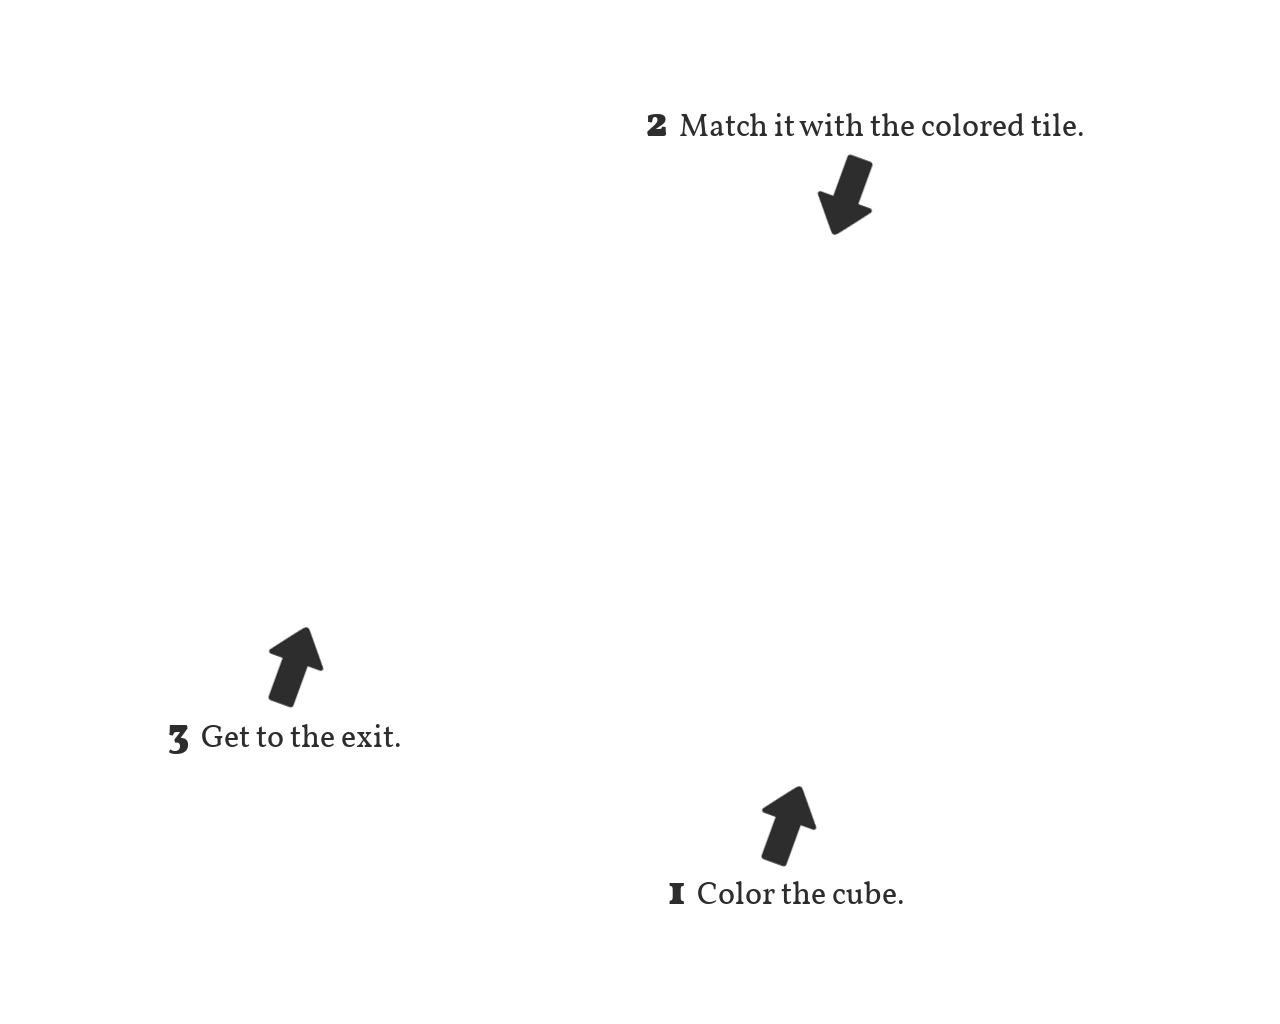 2 Match it with the colored tile.
3 Get to the exit.
1 Color the cube.